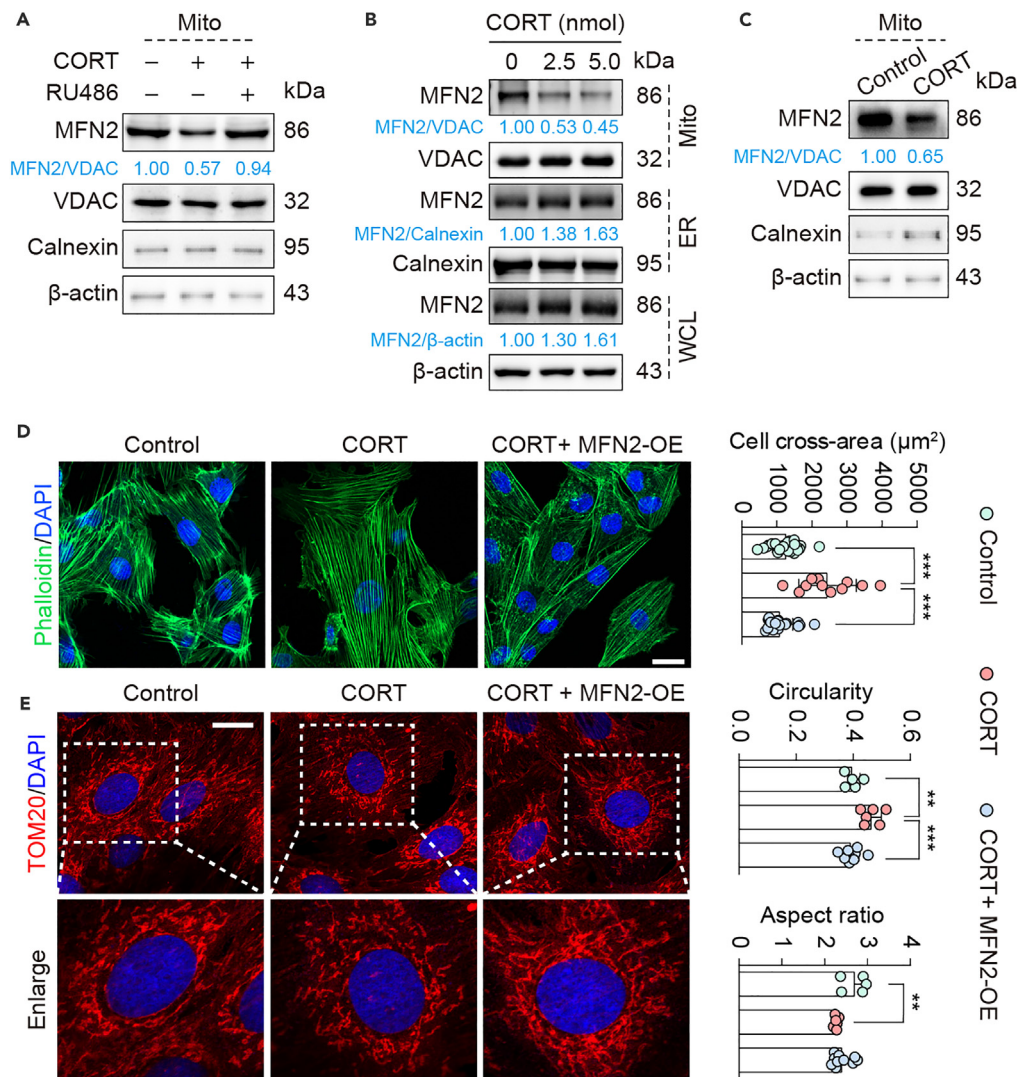 A
Mito
CORT – + +
RU486 – – + kDa
MFN2 86
MFN2/VDAC 1.00 0.57 0.94
VDAC 32
Calnexin 95
β-actin 43
B
CORT (nmol)
0 2.5 5.0 kDa
MFN2 86
MFN2/VDAC 1.00 0.53 0.45
VDAC 32
Mito
MFN2 86
MFN2/Calnexin 1.00 1.38 1.63
Calnexin 95
ER
MFN2 86
MFN2/β-actin 1.00 1.30 1.61
β-actin 43
WCL
C
Mito
Control CORT kDa
MFN2 86
MFN2/VDAC 1.00 0.65
VDAC 32
Calnexin 95
β-actin 43
D
Control CORT CORT+ MFN2-OE
Phalloidin/DAPI
Cell cross-area (μm²)
0 1000 2000 3000 4000 5000
***
***
E
Control CORT CORT + MFN2-OE
TOM20/DAPI
Enlarge
Circularity
0.0 0.2 0.4 0.6
**
***
Aspect ratio
0 1 2 3 4
**
Control
CORT
CORT+ MFN2-OE